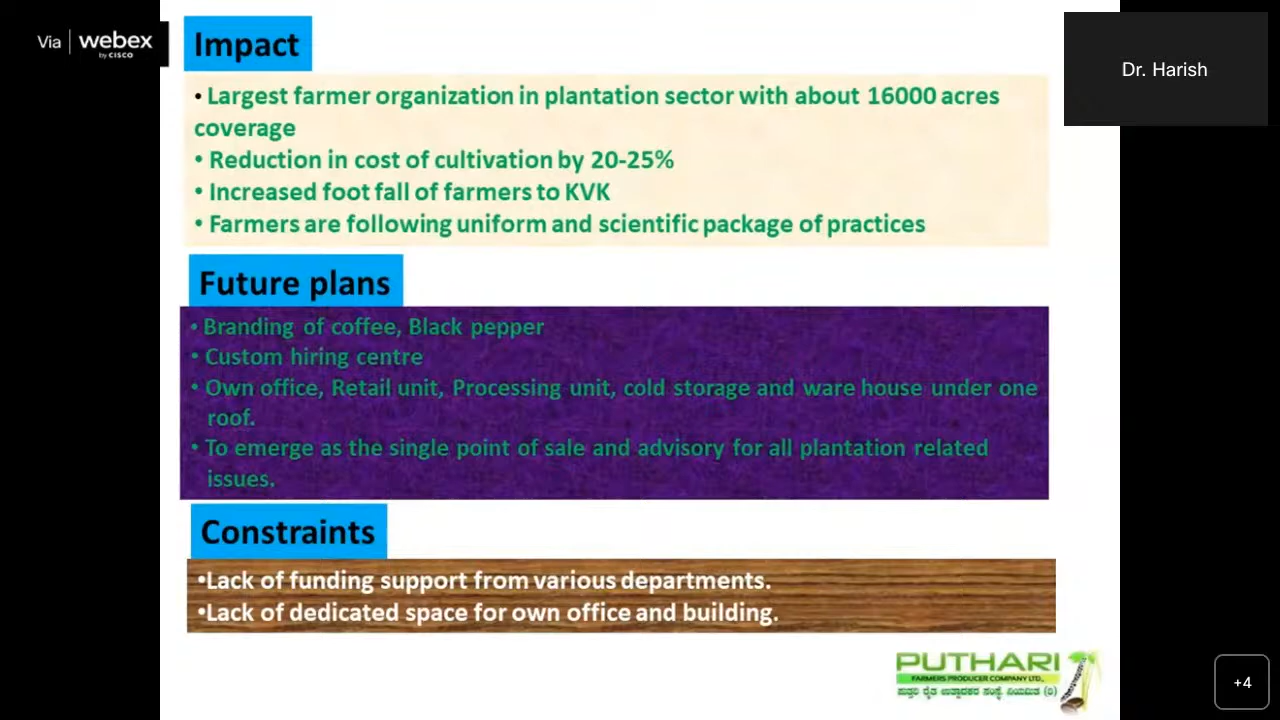 Via | webex
by CISCO
Impact
Dr. Harish
• Largest farmer organization in plantation sector with about 16000 acres
coverage
• Reduction in cost of cultivation by 20-25%
• Increased foot fall of farmers to KVK
• Farmers are following uniform and scientific package of practices
Future plans
• Branding of coffee, Black pepper
• Custom hiring centre
• Own office, Retail unit, Processing unit, cold storage and ware house under one
roof.
• To emerge as the single point of sale and advisory for all plantation related
issues.
Constraints
•Lack of funding support from various departments.
•Lack of dedicated space for own office and building.
PUTHARI
FARMERS PRODUCER COMPANY LTD.,
ಪುತ್ತರಿ ರೈತ ಉತ್ಪಾದಕರ ಸಂಸ್ಥೆ ನಿಯಮಿತ (ರಿ)
+4